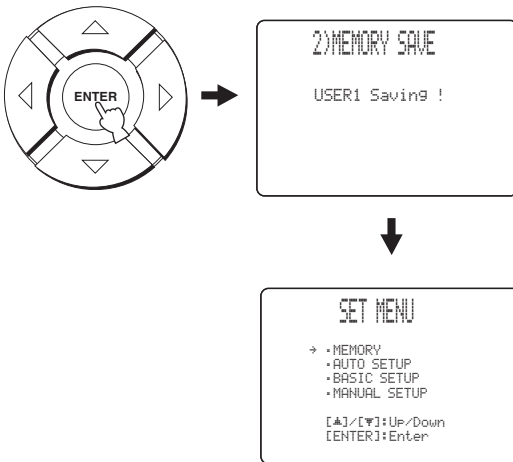 ENTER
2)MEMORY SAVE
USER1 Saving !
SET MENU
→ ・MEMORY
・AUTO SETUP
・BASIC SETUP
・MANUAL SETUP
[▲]/[▼]:Up/Down
[ENTER]:Enter